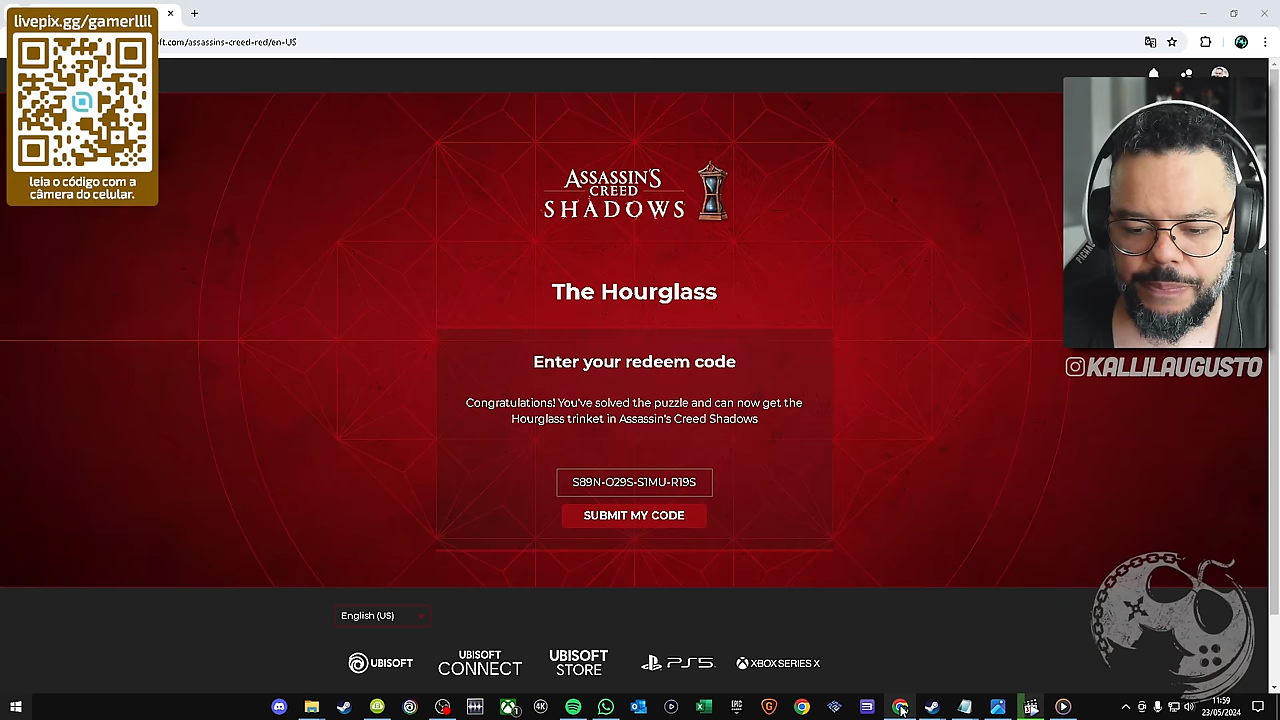 livepix.gg/gamerllil
leia o código com a
câmera do celular.
ft.com/assassins-creed-red/en-US
ASSASSIN'S
CREED
SHADOWS
The Hourglass
Enter your redeem code
Congratulations! You've solved the puzzle and can now get the
Hourglass trinket in Assassin's Creed Shadows
S89N-O29S-S1MU-R19S
SUBMIT MY CODE
KALLILAUGUSTO
English (US)
UBISOFT
UBISOFT
CONNECT
UBISOFT
STORE
PS5
XBOX SERIES X
4K
11:59
23/05/2024